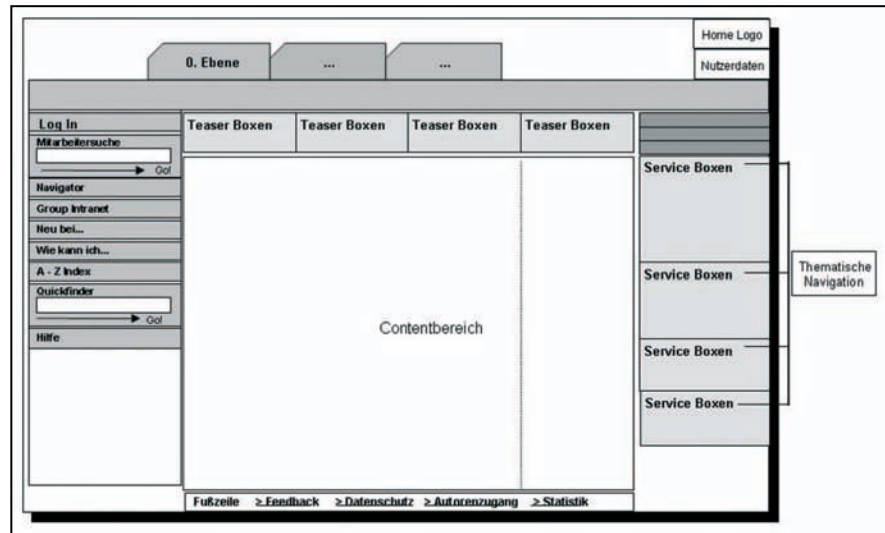 Home Logo
Nutzerdaten
0. Ebene
...
...
Log In
Mitarbeitersuche
Go!
Navigator
Group Intranet
Neu bei...
Wie kann ich...
A - Z Index
Quickfinder
Go!
Hilfe
Teaser Boxen
Teaser Boxen
Teaser Boxen
Teaser Boxen
Contentbereich
Service Boxen
Service Boxen
Service Boxen
Service Boxen
Thematische
Navigation
Fußzeile > Feedback > Datenschutz > Autorenzugang > Statistik